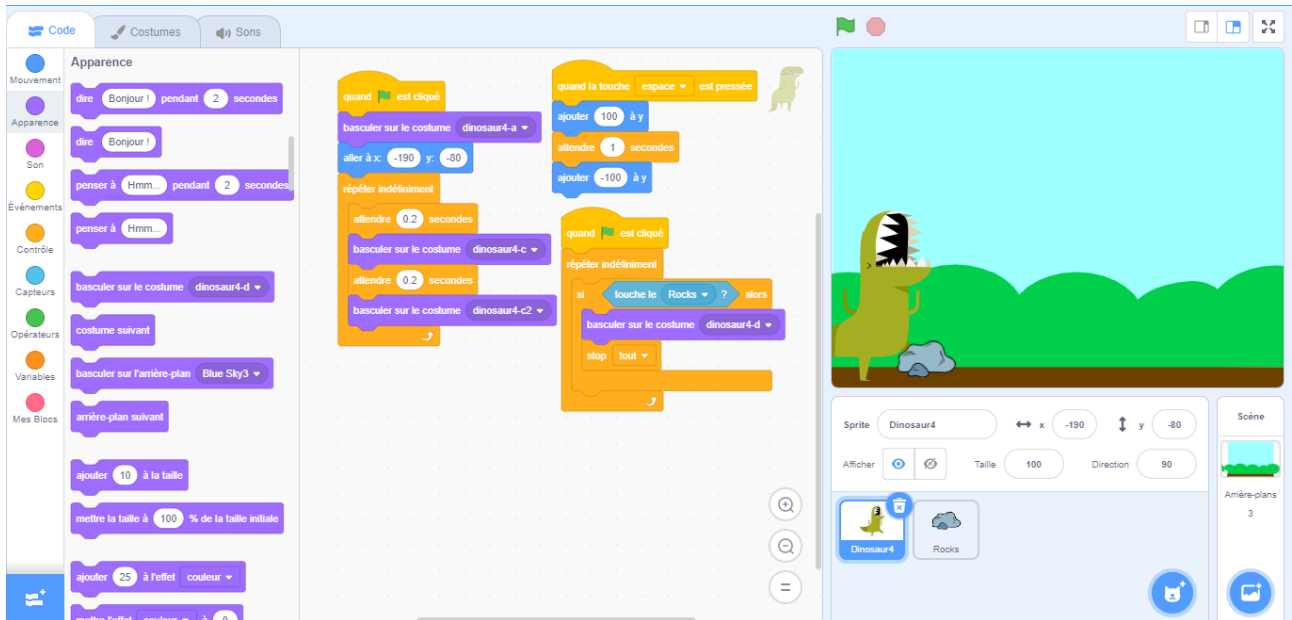 Code
Costumes
Sons
Mouvement
Apparence
Son
Événements
Contrôle
Capteurs
Opérateurs
Variables
Mes Blocs
Apparence
dire Bonjour ! pendant 2 secondes
dire Bonjour !
penser à Hmm... pendant 2 secondes
penser à Hmm...
basculer sur le costume dinosaur4-d
costume suivant
basculer sur l'arrière-plan Blue Sky3
arrière-plan suivant
ajouter 10 à la taille
mettre la taille à 100 % de la taille initiale
ajouter 25 à l'effet couleur
mettre l'effet couleur à 0
quand est cliqué
basculer sur le costume dinosaur4-a
aller à x: -190 y: -80
répéter indéfiniment
attendre 0.2 secondes
basculer sur le costume dinosaur4-c
attendre 0.2 secondes
basculer sur le costume dinosaur4-c2
quand la touche espace est pressée
ajouter 100 à y
attendre 1 secondes
ajouter -100 à y
quand est cliqué
répéter indéfiniment
si touche le Rocks ? alors
basculer sur le costume dinosaur4-d
stop tout
Sprite Dinosaur4 x -190 y -80
Afficher Taille 100 Direction 90
Dinosaur4
Rocks
Scène
Arrière-plans
3